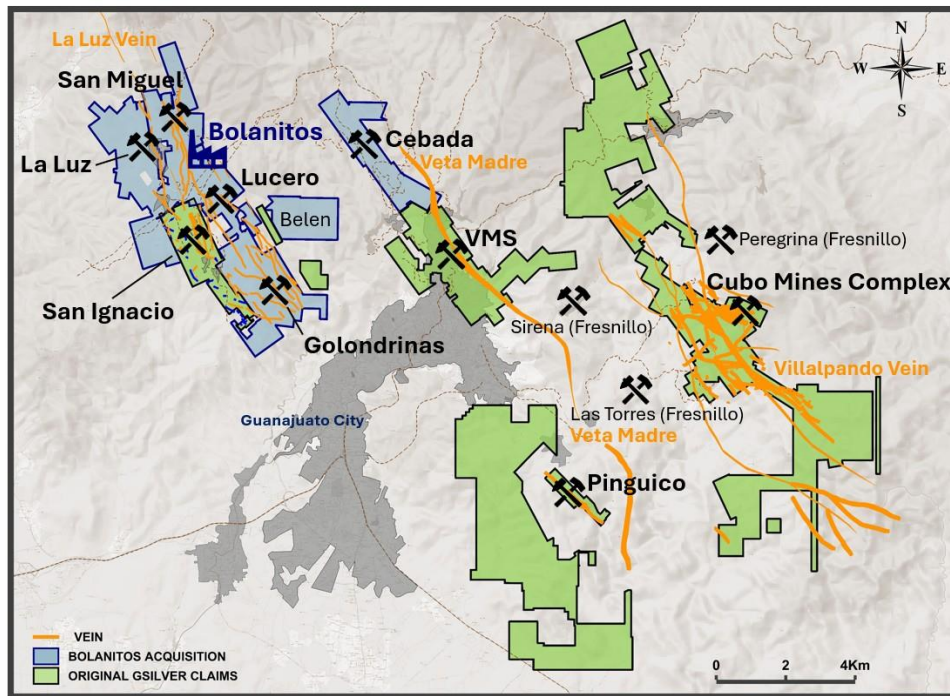 La Luz Vein
N
W E
S
San Miguel
Bolanitos
Cebada
Veta Madre
La Luz
Lucero
Belen
VMS
Peregrina (Fresnillo)
Cubo Mines Complex
San Ignacio
Sirena (Fresnillo)
Golondrinas
Villalpando Vein
Las Torres (Fresnillo)
Guanajuato City
Veta Madre
Pinguico
VEIN
BOLANITOS ACQUISITION
ORIGINAL GSILVER CLAIMS
0 2 4Km